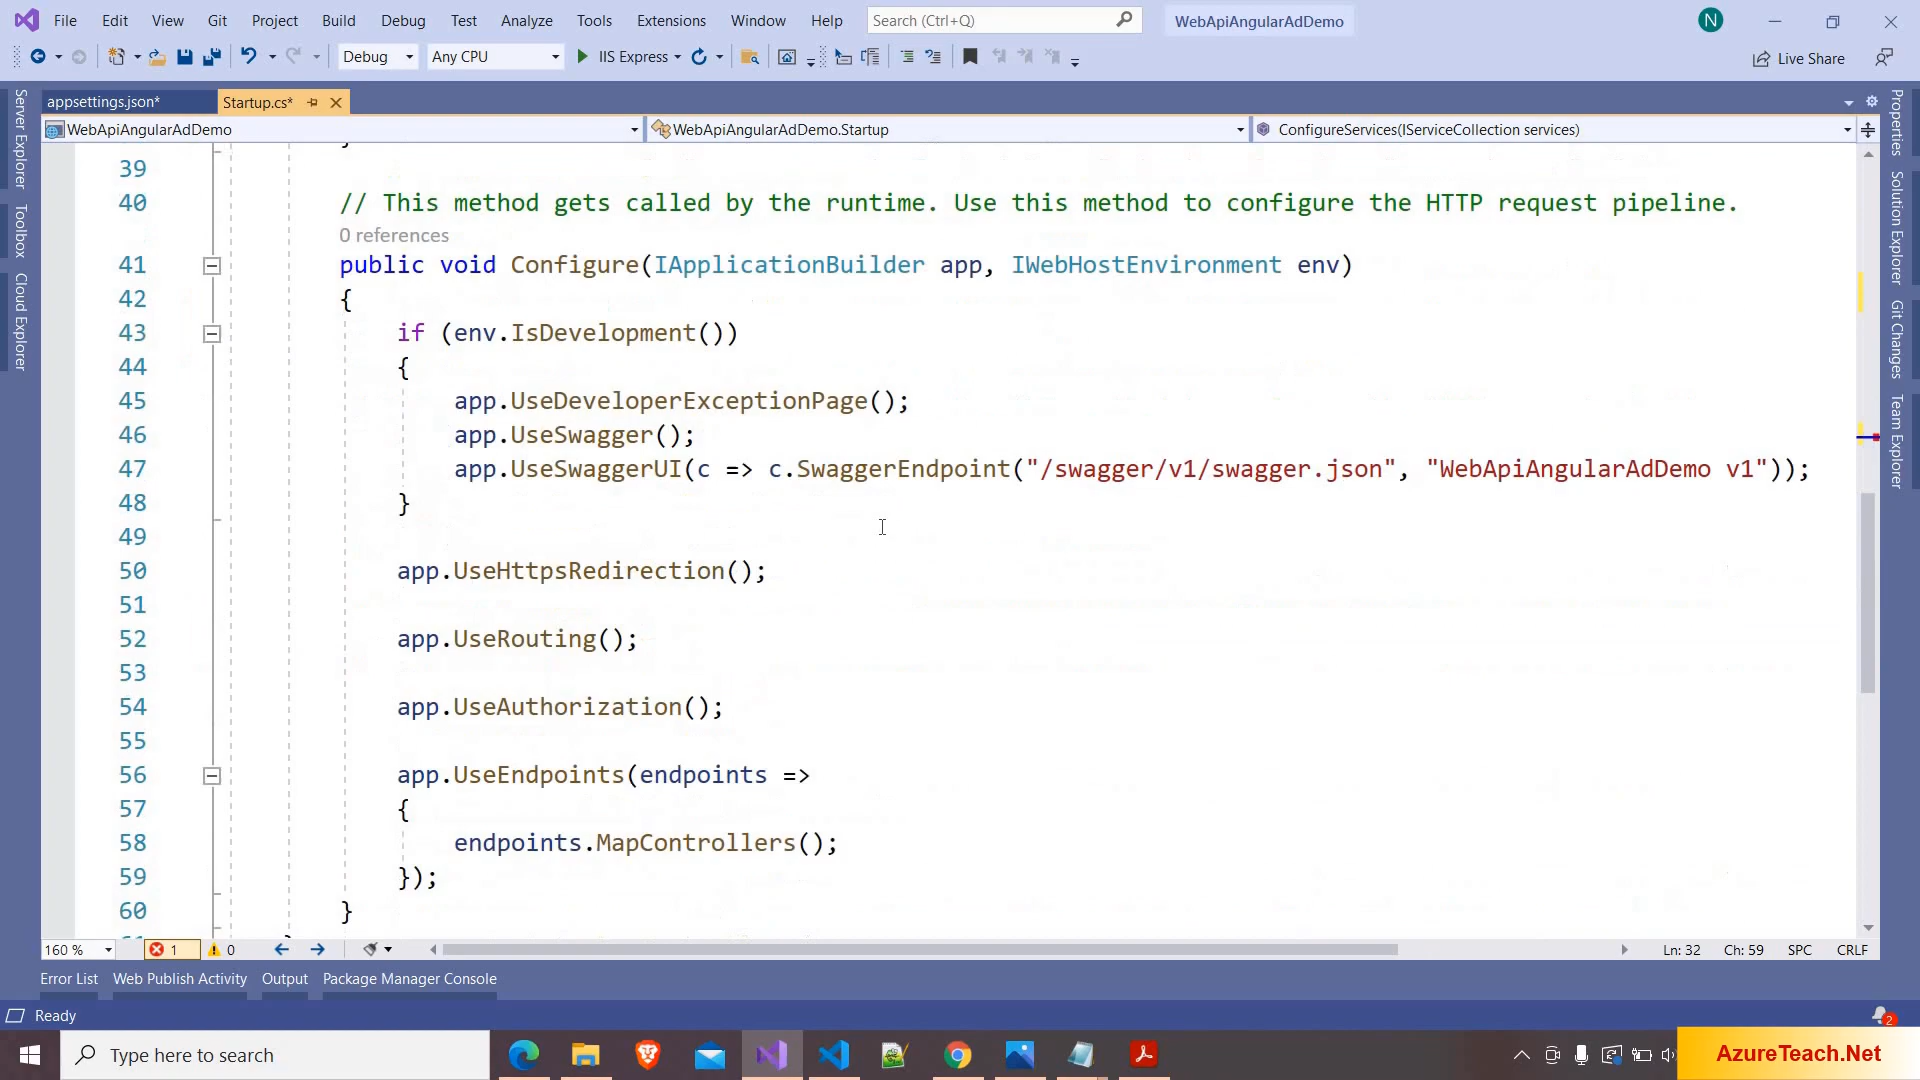 File Edit View Git Project Build Debug Test Analyze Tools Extensions Window Help Search (Ctrl+Q) WebApiAngularAdDemo N
Debug Any CPU IIS Express Live Share
appsettings.json* Startup.cs*
WebApiAngularAdDemo WebApiAngularAdDemo.Startup ConfigureServices(IServiceCollection services)
Server Explorer
Toolbox
Cloud Explorer
39
40 // This method gets called by the runtime. Use this method to configure the HTTP request pipeline.
0 references
41 public void Configure(IApplicationBuilder app, IWebHostEnvironment env)
42 {
43 if (env.IsDevelopment())
44 {
45 app.UseDeveloperExceptionPage();
46 app.UseSwagger();
47 app.UseSwaggerUI(c => c.SwaggerEndpoint("/swagger/v1/swagger.json", "WebApiAngularAdDemo v1"));
48 }
49
50 app.UseHttpsRedirection();
51
52 app.UseRouting();
53
54 app.UseAuthorization();
55
56 app.UseEndpoints(endpoints =>
57 {
58 endpoints.MapControllers();
59 });
60 }
Properties
Solution Explorer
Git Changes
Team Explorer
160 % 1 0 Ln: 32 Ch: 59 SPC CRLF
Error List Web Publish Activity Output Package Manager Console
Ready 2
Type here to search AzureTeach.Net